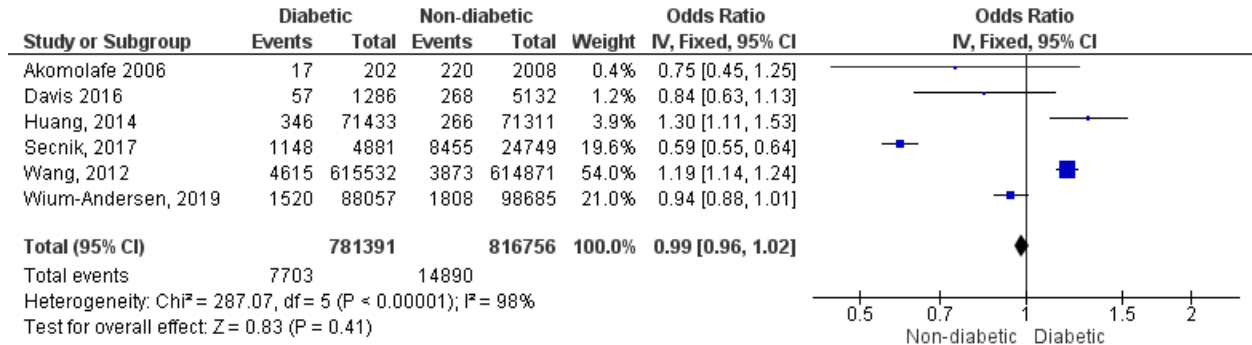 Diabetic Non-diabetic Odds Ratio Odds Ratio
Study or Subgroup Events Total Events Total Weight IV, Fixed, 95% CI IV, Fixed, 95% CI
Akomolafe 2006 17 202 220 2008 0.4% 0.75 [0.45, 1.25]
Davis 2016 57 1286 268 5132 1.2% 0.84 [0.63, 1.13]
Huang, 2014 346 71433 266 71311 3.9% 1.30 [1.11, 1.53]
Secnik, 2017 1148 4881 8455 24749 19.6% 0.59 [0.55, 0.64]
Wang, 2012 4615 615532 3873 614871 54.0% 1.19 [1.14, 1.24]
Wium-Andersen, 2019 1520 88057 1808 98685 21.0% 0.94 [0.88, 1.01]
Total (95% CI) 781391 816756 100.0% 0.99 [0.96, 1.02]
Total events 7703 14890
Heterogeneity: Chi² = 287.07, df = 5 (P < 0.00001); I² = 98%
Test for overall effect: Z = 0.83 (P = 0.41)
0.5 0.7 1 1.5 2
Non-diabetic Diabetic